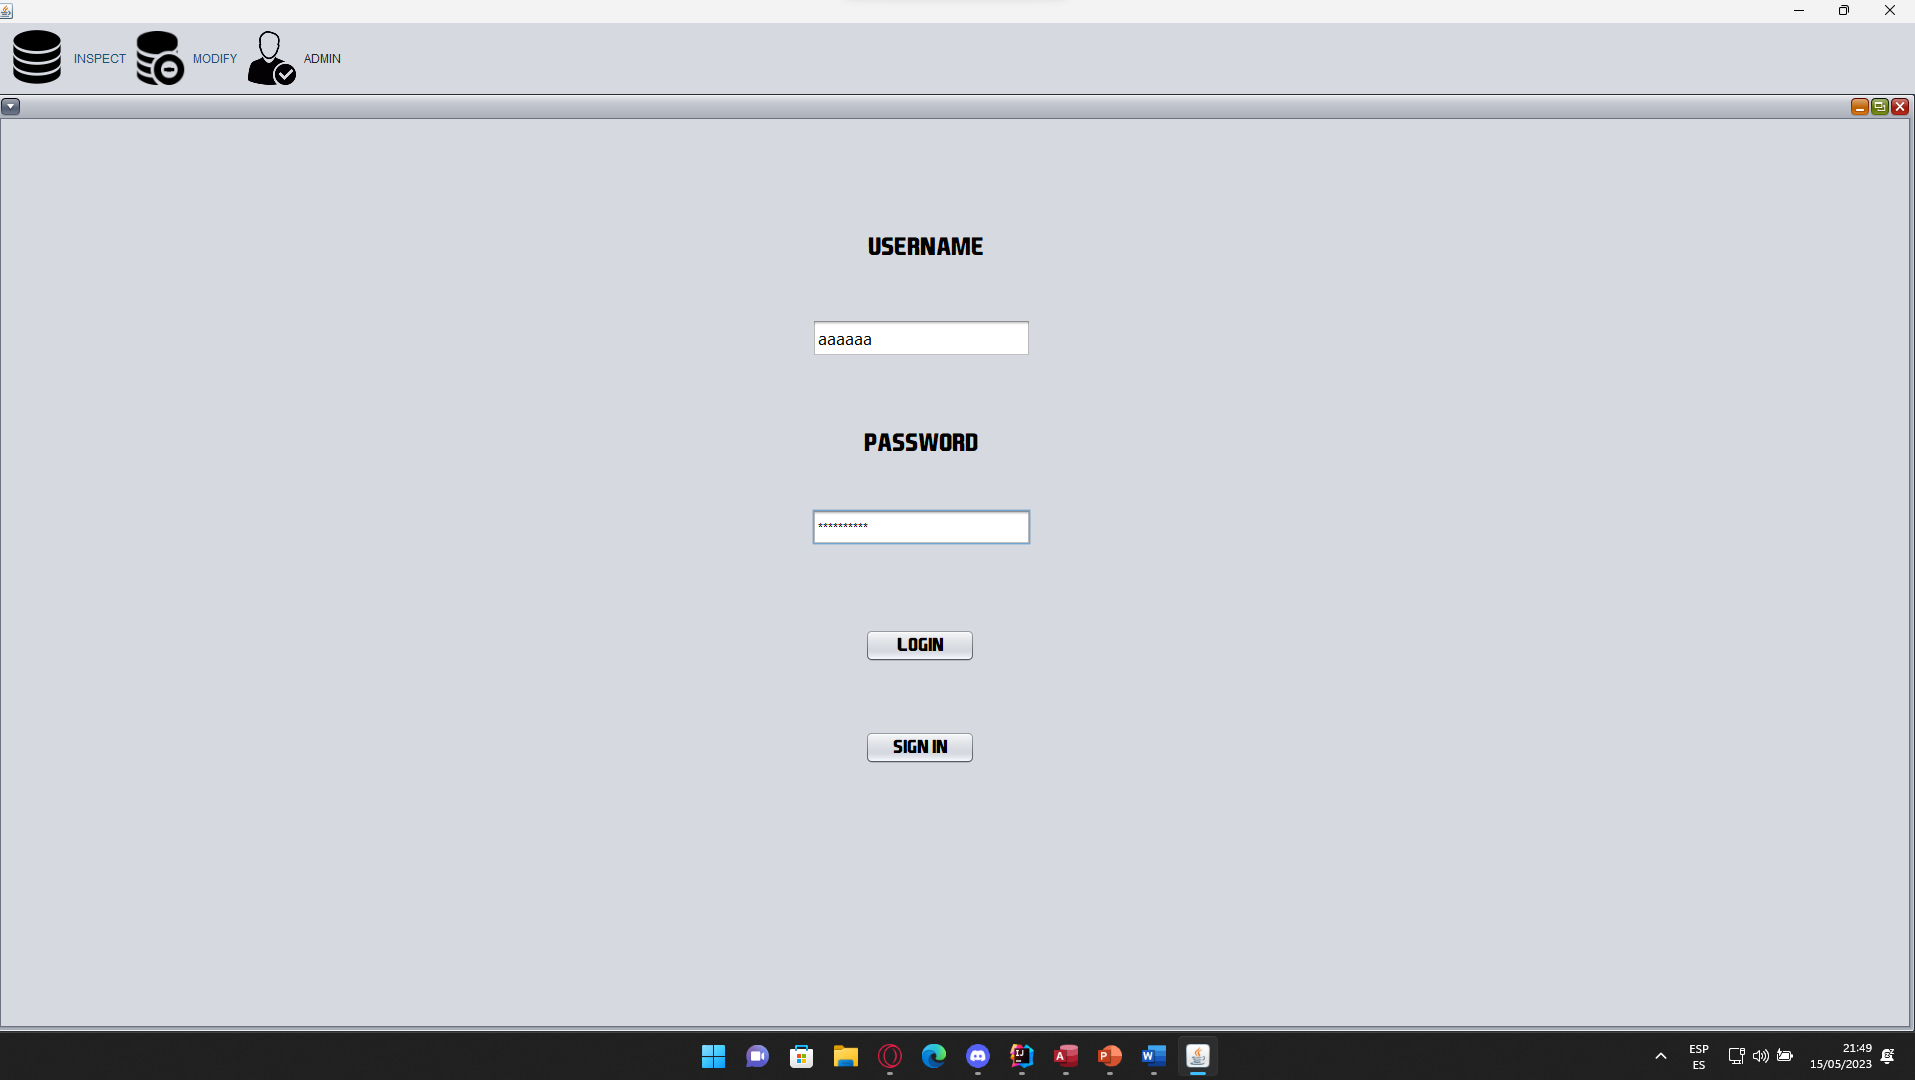 INSPECT MODIFY ADMIN
USERNAME
aaaaaa
PASSWORD
**********
LOGIN
SIGN IN
ESP 21:49
ES 15/05/2023